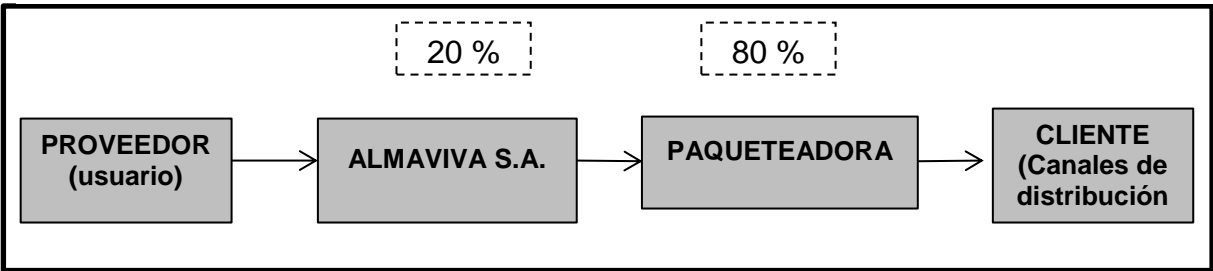 20 %
80 %
PROVEEDOR
(usuario)
ALMAVIVA S.A.
PAQUETEADORA
CLIENTE
(Canales de
distribución